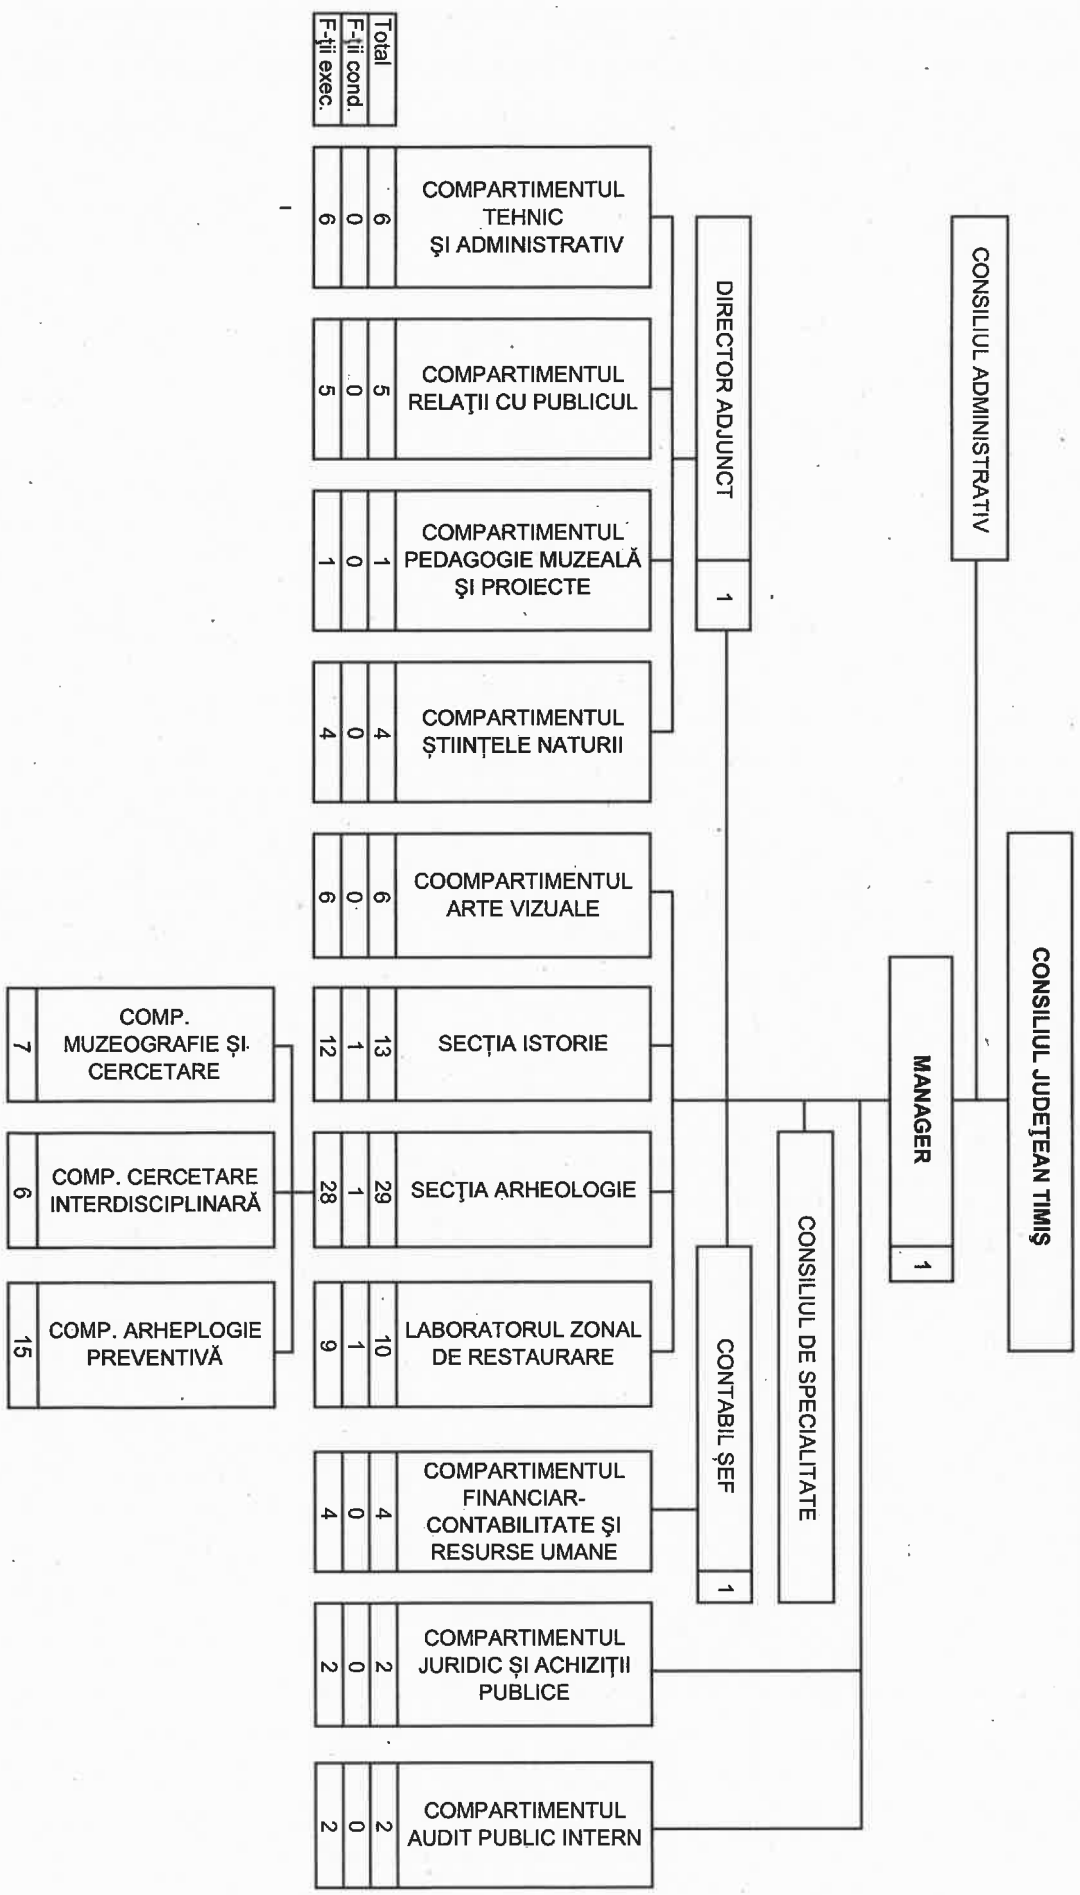 CONSILIUL JUDEŢEAN TIMIŞ
CONSILIUL ADMINISTRATIV
MANAGER
1
CONSILIUL DE SPECIALITATE
DIRECTOR ADJUNCT
1
CONTABIL ŞEF
1
COMPARTIMENTUL
TEHNIC
ŞI ADMINISTRATIV
COMPARTIMENTUL
RELAŢII CU PUBLICUL
COMPARTIMENTUL
PEDAGOGIE MUZEALĂ
ŞI PROIECTE
COMPARTIMENTUL
ŞTIINŢELE NATURII
COOMPARTIMENTUL
ARTE VIZUALE
SECŢIA ISTORIE
SECŢIA ARHEOLOGIE
LABORATORUL ZONAL
DE RESTAURARE
COMPARTIMENTUL
FINANCIAR-
CONTABILITATE ŞI
RESURSE UMANE
COMPARTIMENTUL
JURIDIC ŞI ACHIZIŢII
PUBLICE
COMPARTIMENTUL
AUDIT PUBLIC INTERN
Total 6 5 1 4 6 13 29 10 4 2 2
F-ţii cond. 0 0 0 0 0 1 1 1 0 0 0
F-ţii exec. 6 5 1 4 6 12 28 9 4 2 2
COMP.
MUZEOGRAFIE ŞI
CERCETARE
7
COMP. CERCETARE
INTERDISCIPLINARĂ
6
COMP. ARHEPLOGIE
PREVENTIVĂ
15